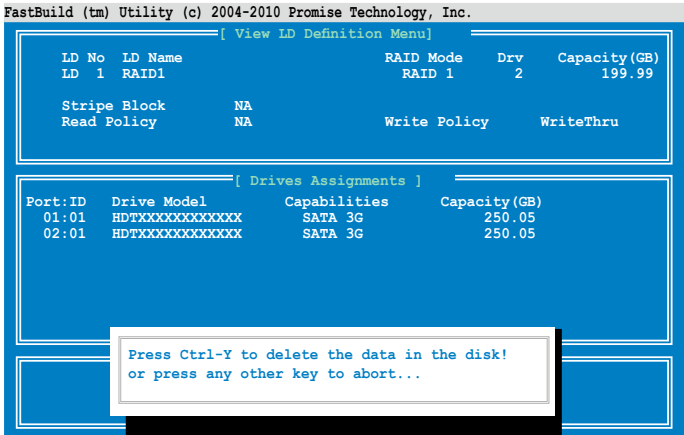 FastBuild (tm) Utility (c) 2004-2010 Promise Technology, Inc.
[ View LD Definition Menu]
LD No LD Name RAID Mode Drv Capacity(GB)
LD 1 RAID1 RAID 1 2 199.99
Stripe Block NA
Read Policy NA Write Policy WriteThru
[ Drives Assignments ]
Port:ID Drive Model Capabilities Capacity(GB)
01:01 HDTXXXXXXXXXXXX SATA 3G 250.05
02:01 HDTXXXXXXXXXXXX SATA 3G 250.05
Press Ctrl-Y to delete the data in the disk!
or press any other key to abort...